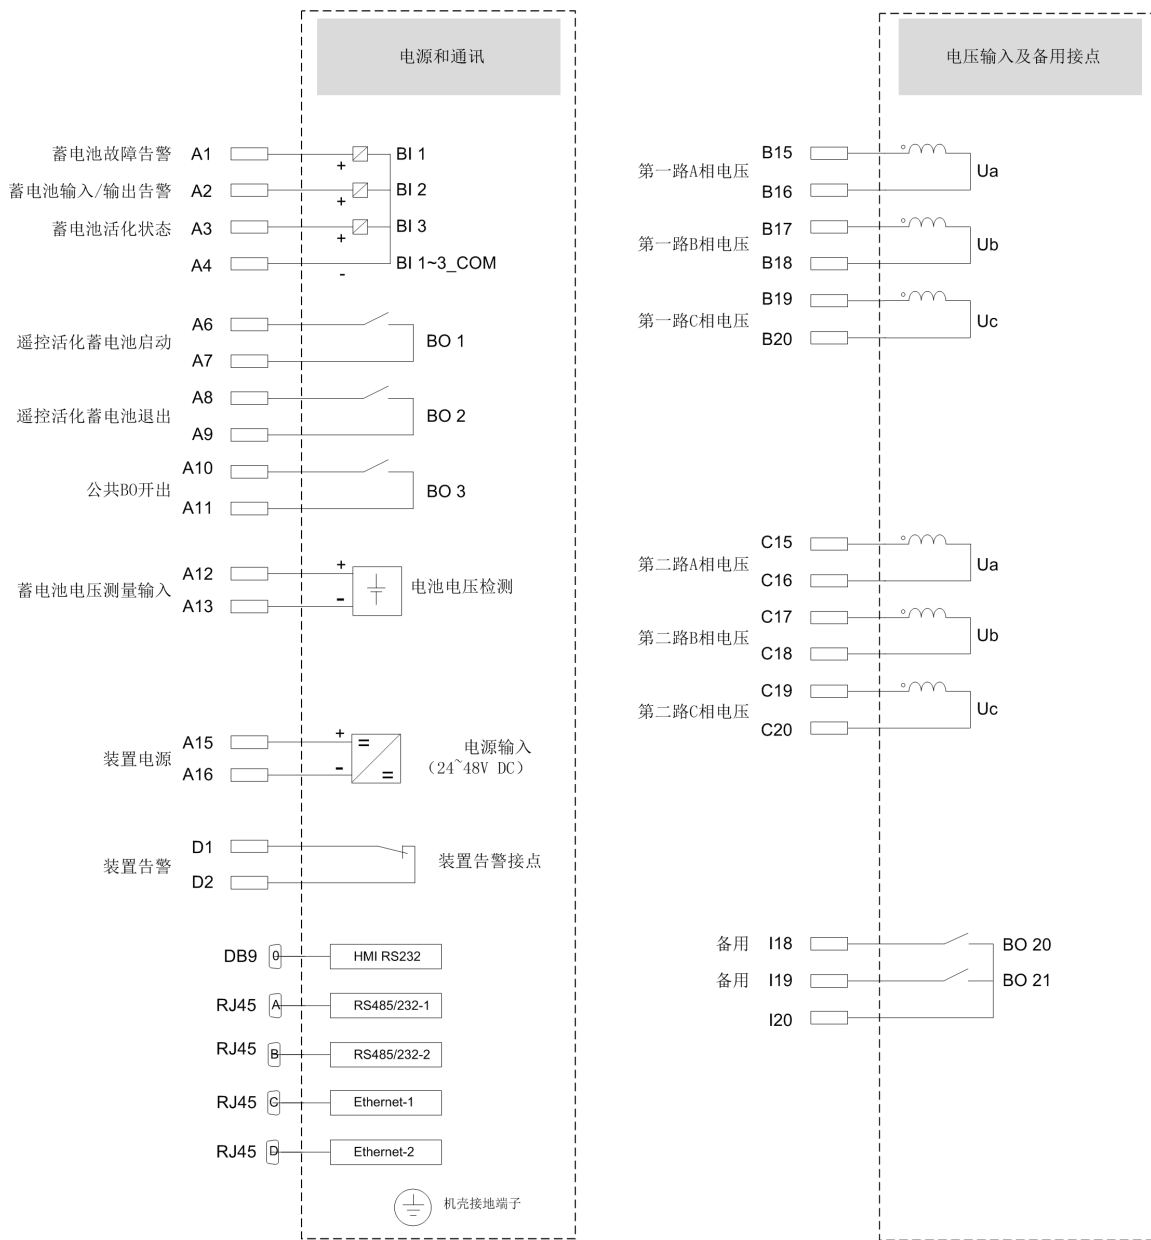 电源和通讯
蓄电池故障告警 A1 + BI 1
蓄电池输入/输出告警 A2 + BI 2
蓄电池活化状态 A3 + BI 3
A4 - BI 1~3_COM
A6
遥控活化蓄电池启动 BO 1
A7
A8
遥控活化蓄电池退出 BO 2
A9
A10
公共BO开出 BO 3
A11
A12 +
蓄电池电压测量输入 电池电压检测
A13 -
A15 + 电源输入
装置电源 (24~48V DC)
A16 -
D1
装置告警 装置告警接点
D2
DB9 0 HMI RS232
RJ45 A RS485/232-1
RJ45 B RS485/232-2
RJ45 C Ethernet-1
RJ45 D Ethernet-2
机壳接地端子
电压输入及备用接点
B15
第一路A相电压 Ua
B16
B17
第一路B相电压 Ub
B18
B19
第一路C相电压 Uc
B20
C15
第二路A相电压 Ua
C16
C17
第二路B相电压 Ub
C18
C19
第二路C相电压 Uc
C20
备用 I18 BO 20
备用 I19 BO 21
I20